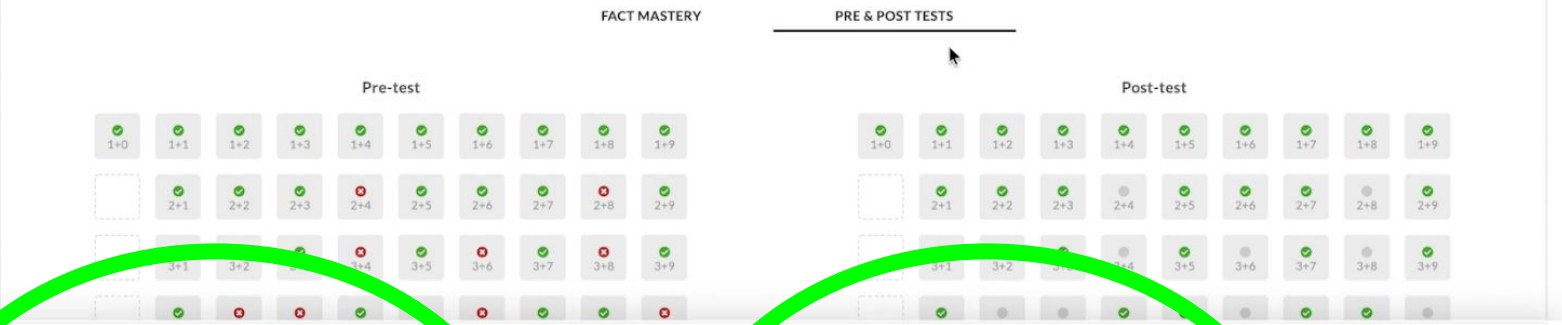 FACT MASTERY PRE & POST TESTS
Pre-test Post-test
1+0 1+1 1+2 1+3 1+4 1+5 1+6 1+7 1+8 1+9 1+0 1+1 1+2 1+3 1+4 1+5 1+6 1+7 1+8 1+9
2+1 2+2 2+3 2+4 2+5 2+6 2+7 2+8 2+9 2+1 2+2 2+3 2+4 2+5 2+6 2+7 2+8 2+9
3+1 3+2 3+4 3+5 3+6 3+7 3+8 3+9 3+1 3+2 3+5 3+6 3+7 3+8 3+9